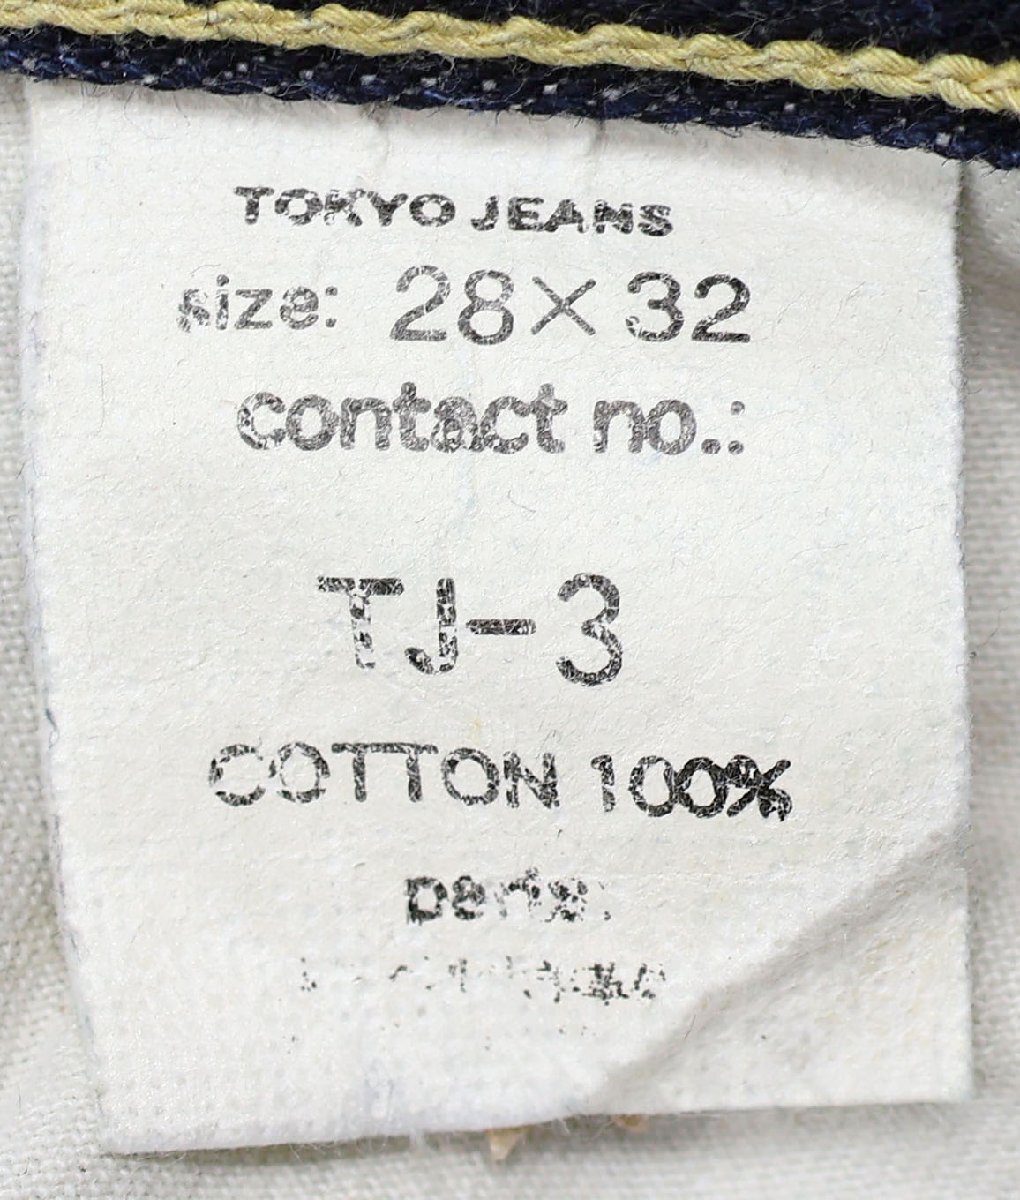 TOKYO JEANS
size: 28×32
contact no.:
TJ-3
COTTON 100%